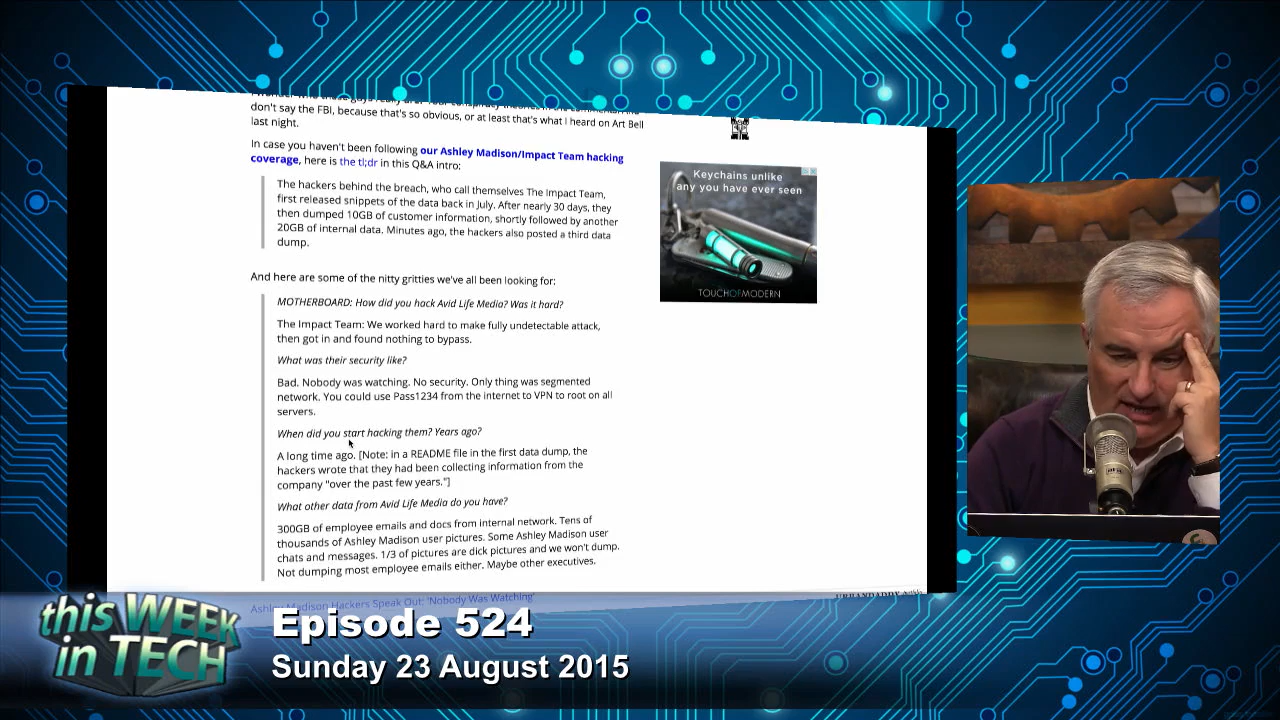 don't say the FBI, because that's so obvious, or at least that's what I heard on Art Bell
last night.
In case you haven't been following our Ashley Madison/Impact Team hacking
coverage, here is the tl;dr in this Q&A intro:
The hackers behind the breach, who call themselves The Impact Team,
first released snippets of the data back in July. After nearly 30 days, they
then dumped 10GB of customer information, shortly followed by another
20GB of internal data. Minutes ago, the hackers also posted a third data
dump.
And here are some of the nitty gritties we've all been looking for:
MOTHERBOARD: How did you hack Avid Life Media? Was it hard?
The Impact Team: We worked hard to make fully undetectable attack,
then got in and found nothing to bypass.
What was their security like?
Bad. Nobody was watching. No security. Only thing was segmented
network. You could use Pass1234 from the internet to VPN to root on all
servers.
When did you start hacking them? Years ago?
A long time ago. [Note: in a README file in the first data dump, the
hackers wrote that they had been collecting information from the
company "over the past few years."]
What other data from Avid Life Media do you have?
300GB of employee emails and docs from internal network. Tens of
thousands of Ashley Madison user pictures. Some Ashley Madison user
chats and messages. 1/3 of pictures are dick pictures and we won't dump.
Not dumping most employee emails either. Maybe other executives.
Ashley Madison Hackers Speak Out: 'Nobody Was Watching'
Keychains unlike
any you have ever seen
TOUCHOFMODERN
URBANDADDY
this WEEK
in TECH
Episode 524
Sunday 23 August 2015